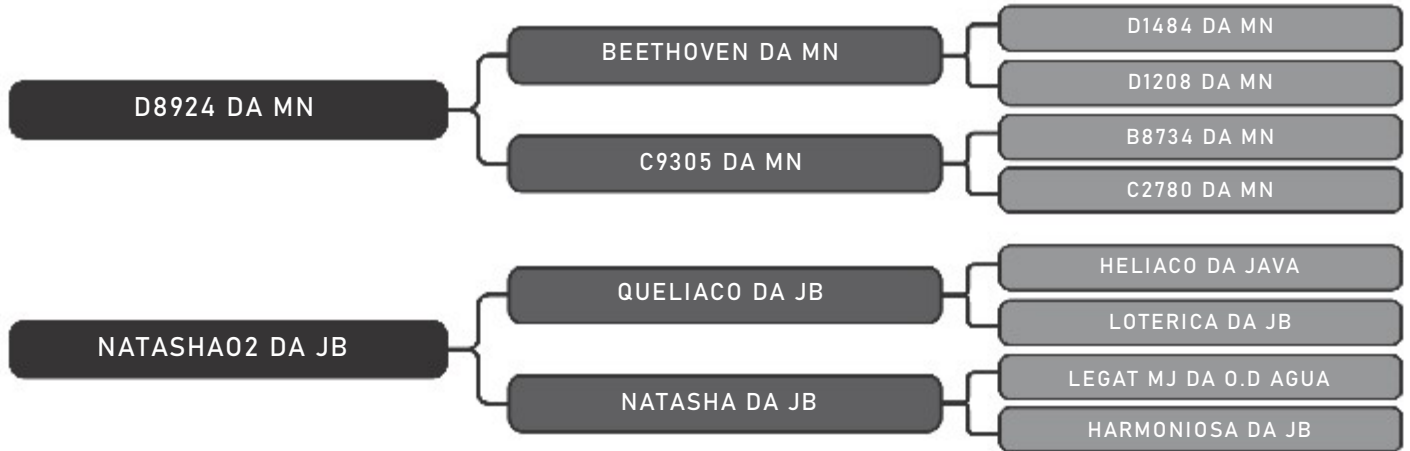 D8924 DA MN
BEETHOVEN DA MN
D1484 DA MN
D1208 DA MN
C9305 DA MN
B8734 DA MN
C2780 DA MN
NATASHA02 DA JB
QUELIACO DA JB
HELIACO DA JAVA
LOTERICA DA JB
NATASHA DA JB
LEGAT MJ DA O.D AGUA
HARMONIOSA DA JB